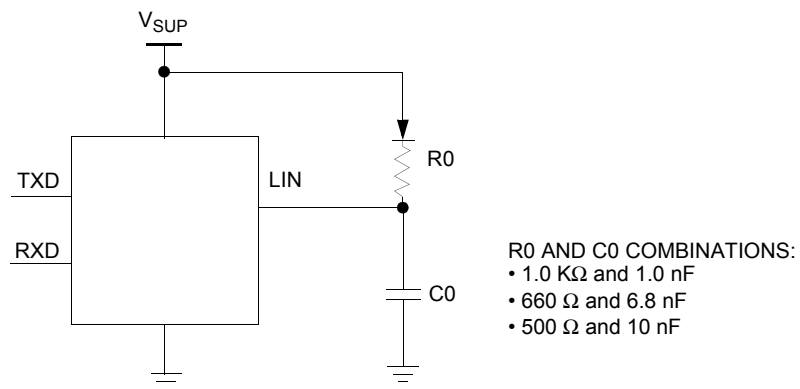 VSUP
TXD
LIN
R0
RXD
C0
R0 AND C0 COMBINATIONS:
• 1.0 KΩ and 1.0 nF
• 660 Ω and 6.8 nF
• 500 Ω and 10 nF